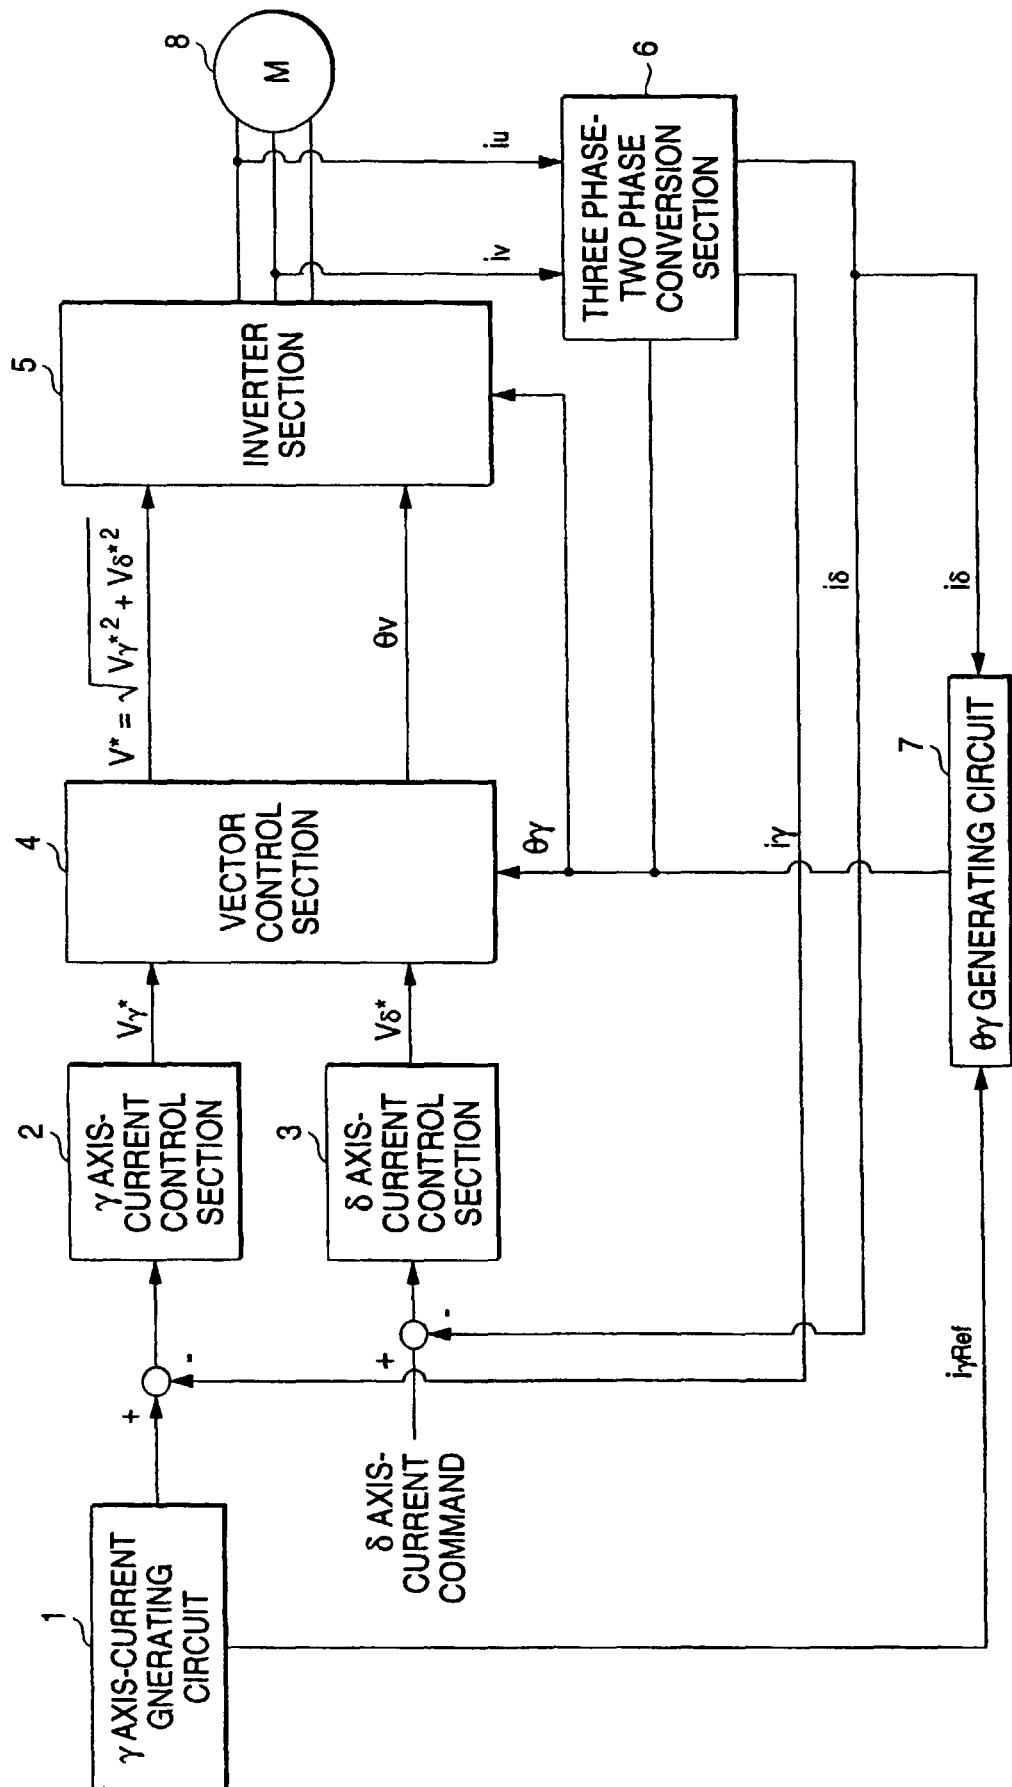 1
γ AXIS-CURRENT
GNERATING
CIRCUIT
+
-
2
γ AXIS-
CURRENT
CONTROL
SECTION
Vγ*
δ AXIS-
CURRENT
COMMAND
+
-
3
δ AXIS-
CURRENT
CONTROL
SECTION
Vδ*
4
VECTOR
CONTROL
SECTION
V* = √Vγ*2 + Vδ*2
θv
θγ
5
INVERTER
SECTION
8
M
iv
iu
6
THREE PHASE-
TWO PHASE
CONVERSION
SECTION
iγ
iδ
iδ
iγRef
7
θγ GENERATING CIRCUIT